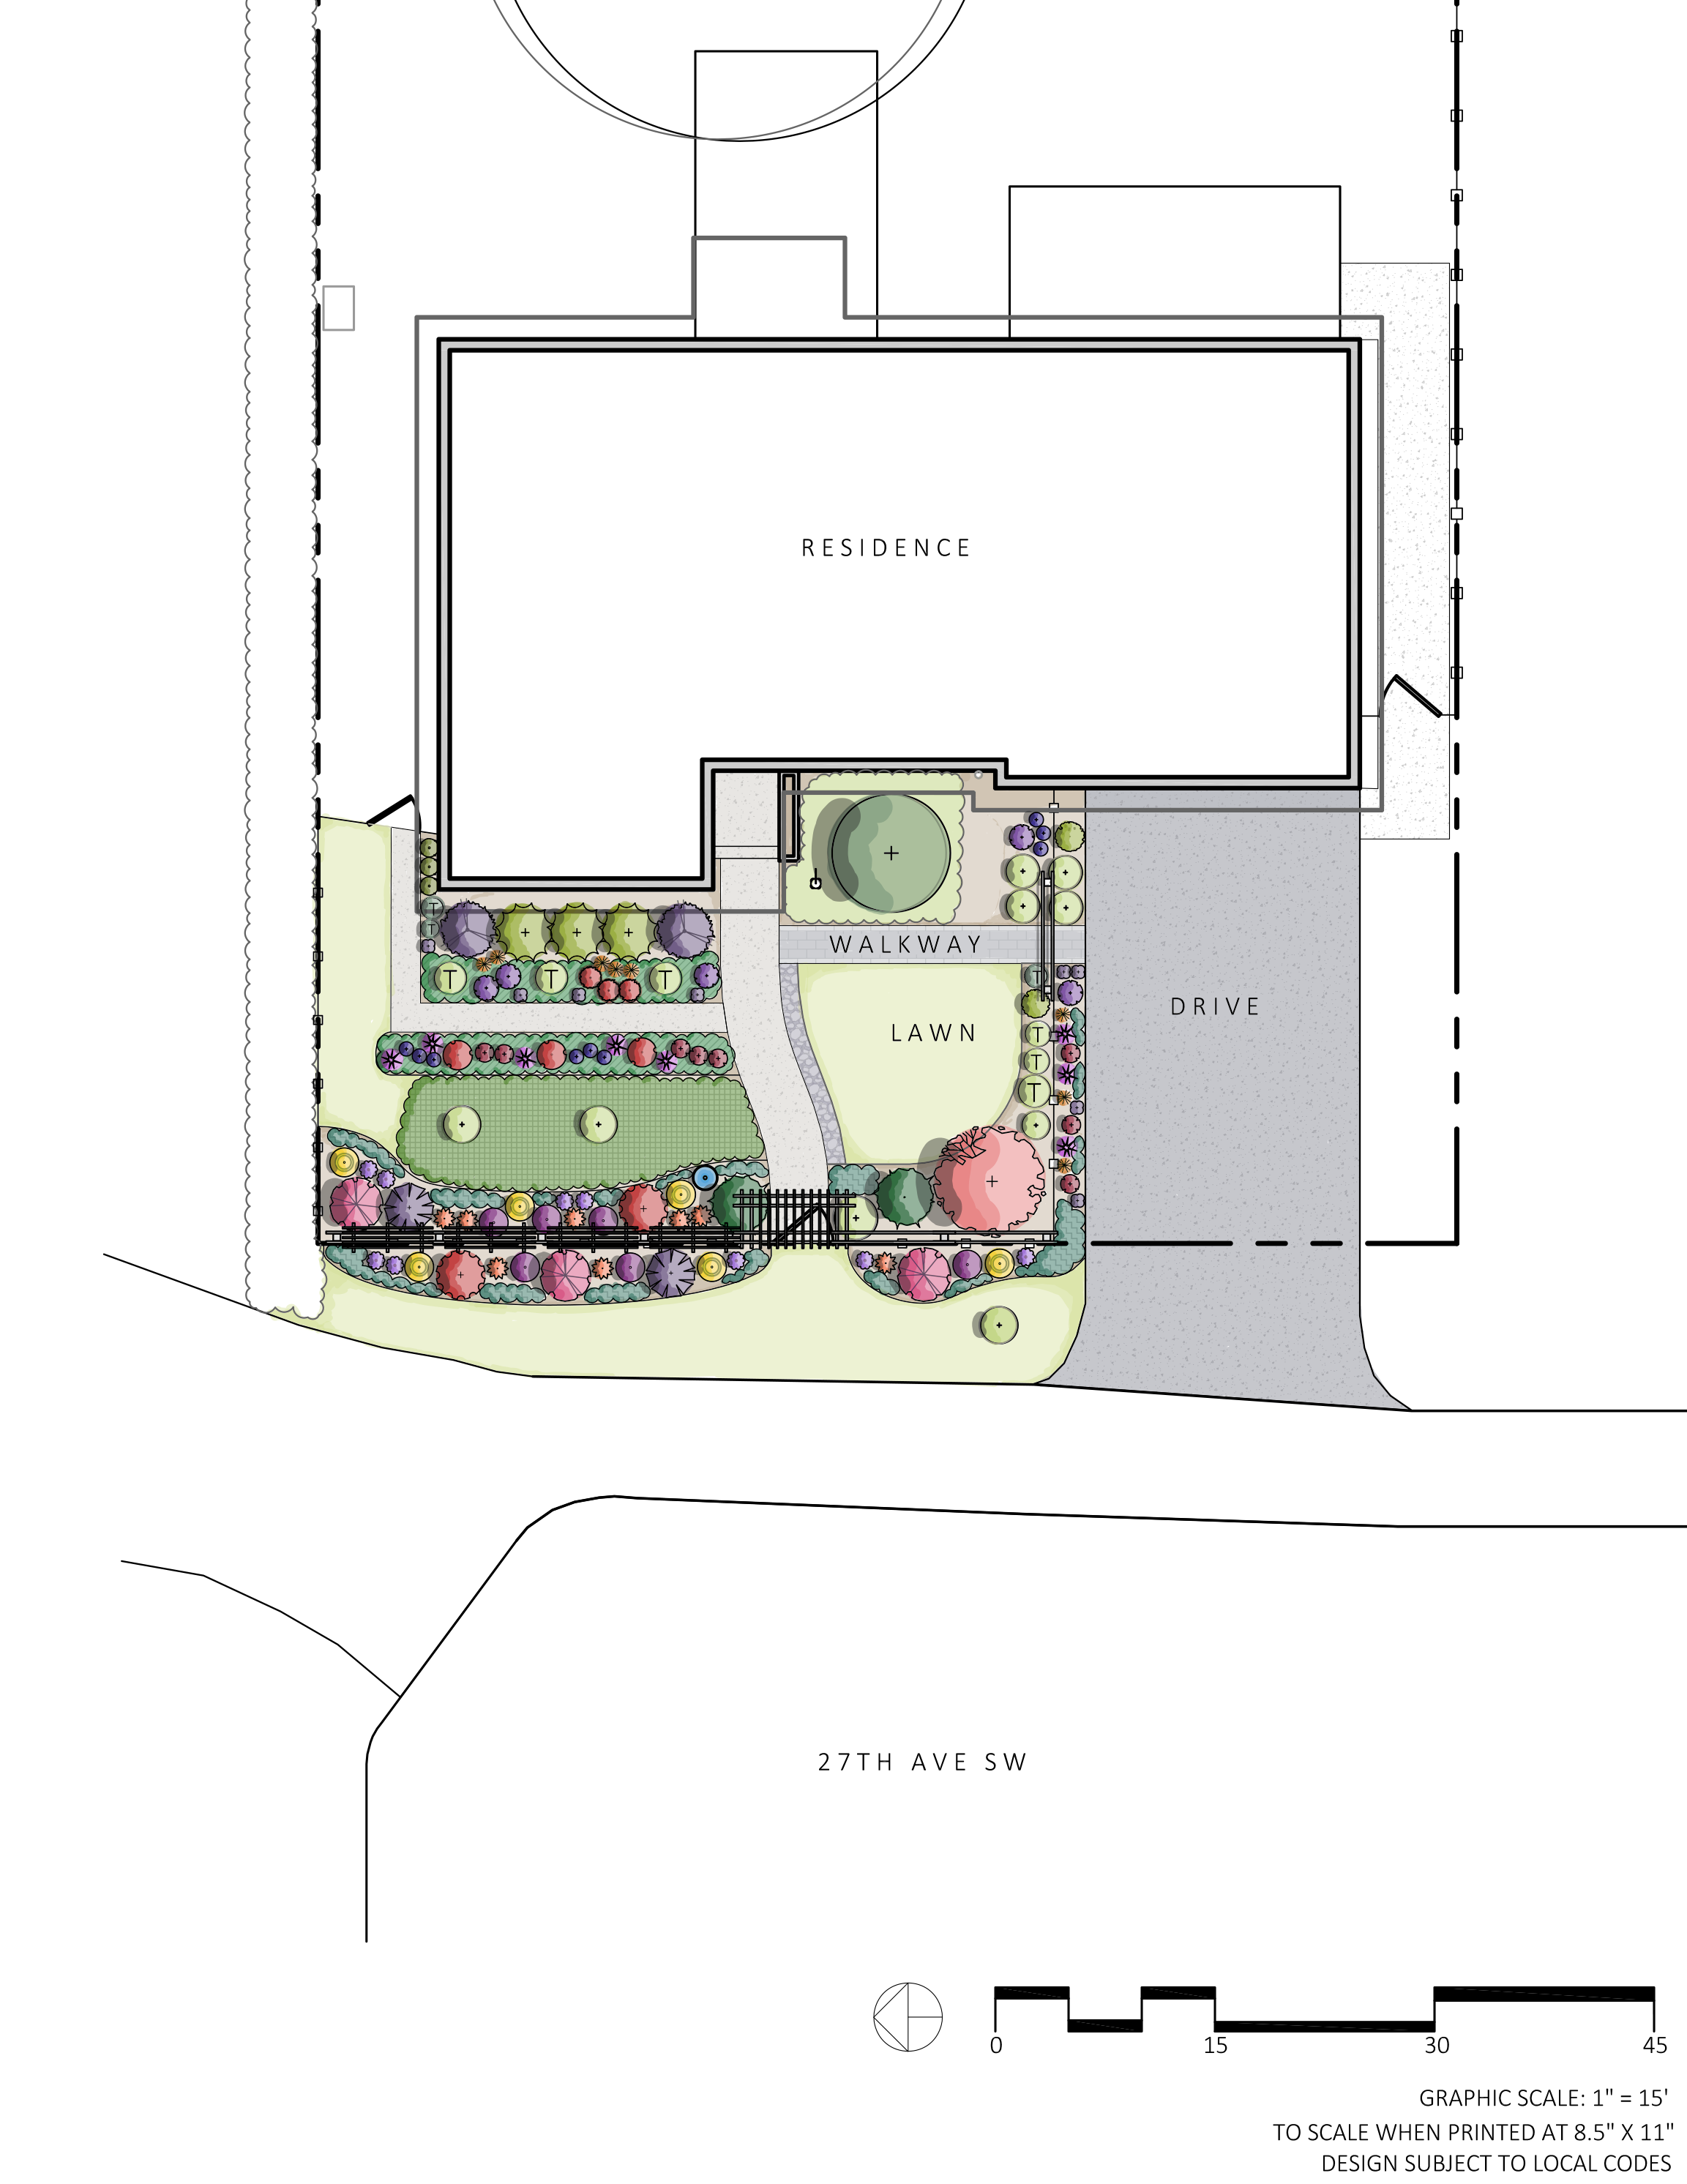 RESIDENCE
WALKWAY
T
T
T
T
T
DRIVE
LAWN
T
T
T
T
27TH AVE SW
0 15 30 45
GRAPHIC SCALE: 1" = 15'
TO SCALE WHEN PRINTED AT 8.5" X 11"
DESIGN SUBJECT TO LOCAL CODES